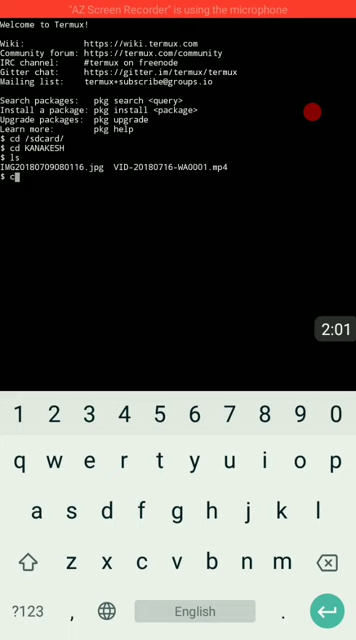 "AZ Screen Recorder" is using the microphone
Welcome to Termux!
Wiki: https://wiki.termux.com
Community forum: https://termux.com/community
IRC channel: #termux on freenode
Gitter chat: https://gitter.im/termux/termux
Mailing list: termux+subscribe@groups.io
Search packages: pkg search <query>
Install a package: pkg install <package>
Upgrade packages: pkg upgrade
Learn more: pkg help
$ cd /sdcard/
$ cd KANAKESH
$ ls
IMG20180709080116.jpg VID-20180716-WA0001.mp4
$ c
2:01
1 2 3 4 5 6 7 8 9 0
q w e r t y u i o p
a s d f g h j k l
z x c v b n m
?123 , English .